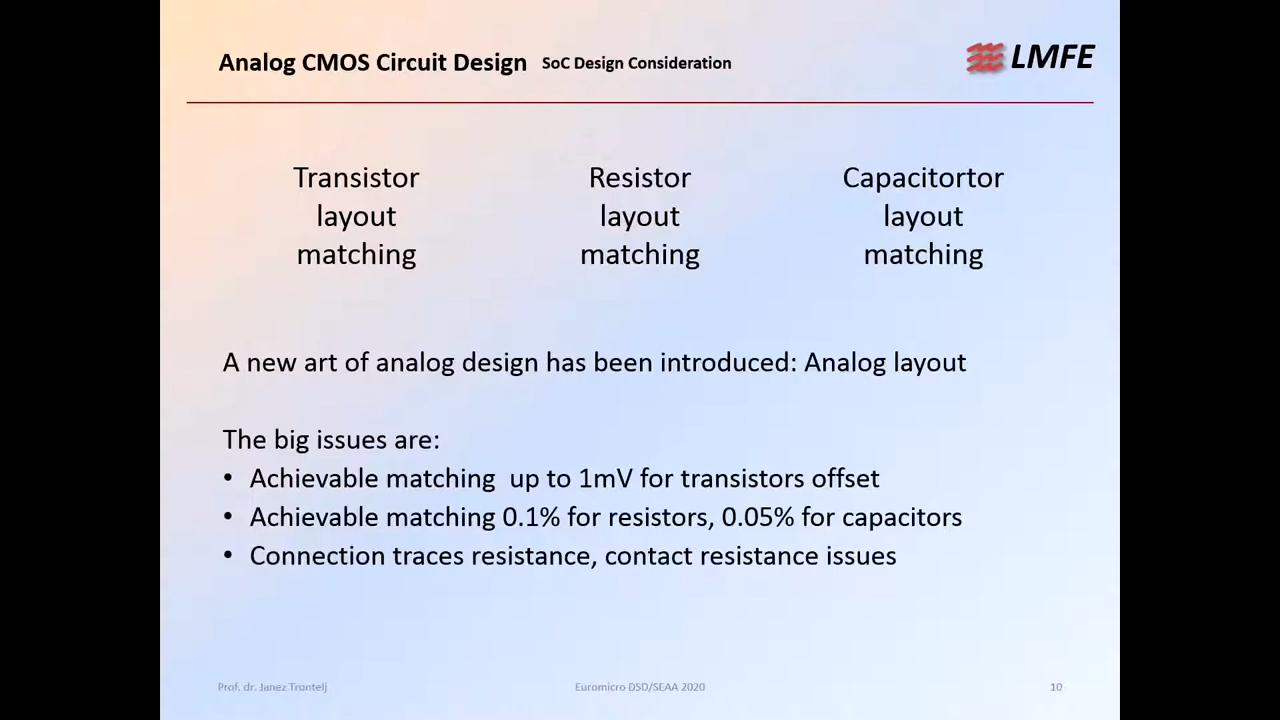 Analog CMOS Circuit Design SoC Design Consideration
LMFE
Transistor
layout
matching
Resistor
layout
matching
Capacitortor
layout
matching
A new art of analog design has been introduced: Analog layout
The big issues are:
• Achievable matching up to 1mV for transistors offset
• Achievable matching 0.1% for resistors, 0.05% for capacitors
• Connection traces resistance, contact resistance issues
Prof. dr. Janez Trontelj
Euromicro DSD/SEAA 2020
10